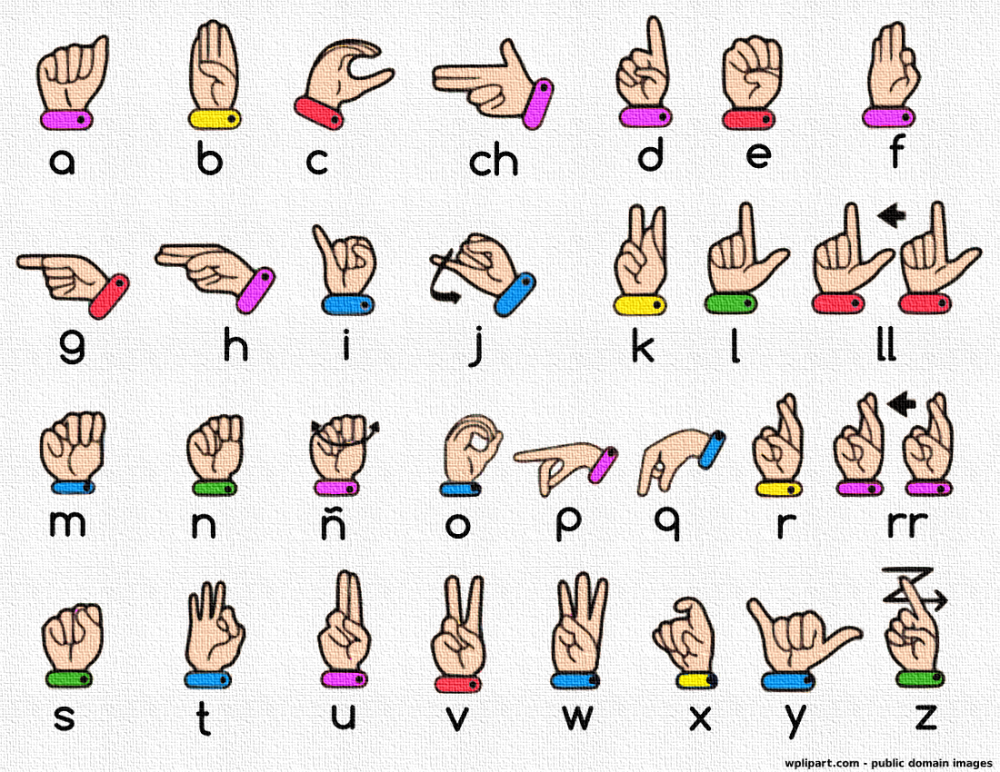 a b c ch d e f
g h i j k l ll
m n ñ o p q r rr
s t u v w x y z
wplipart.com - public domain images